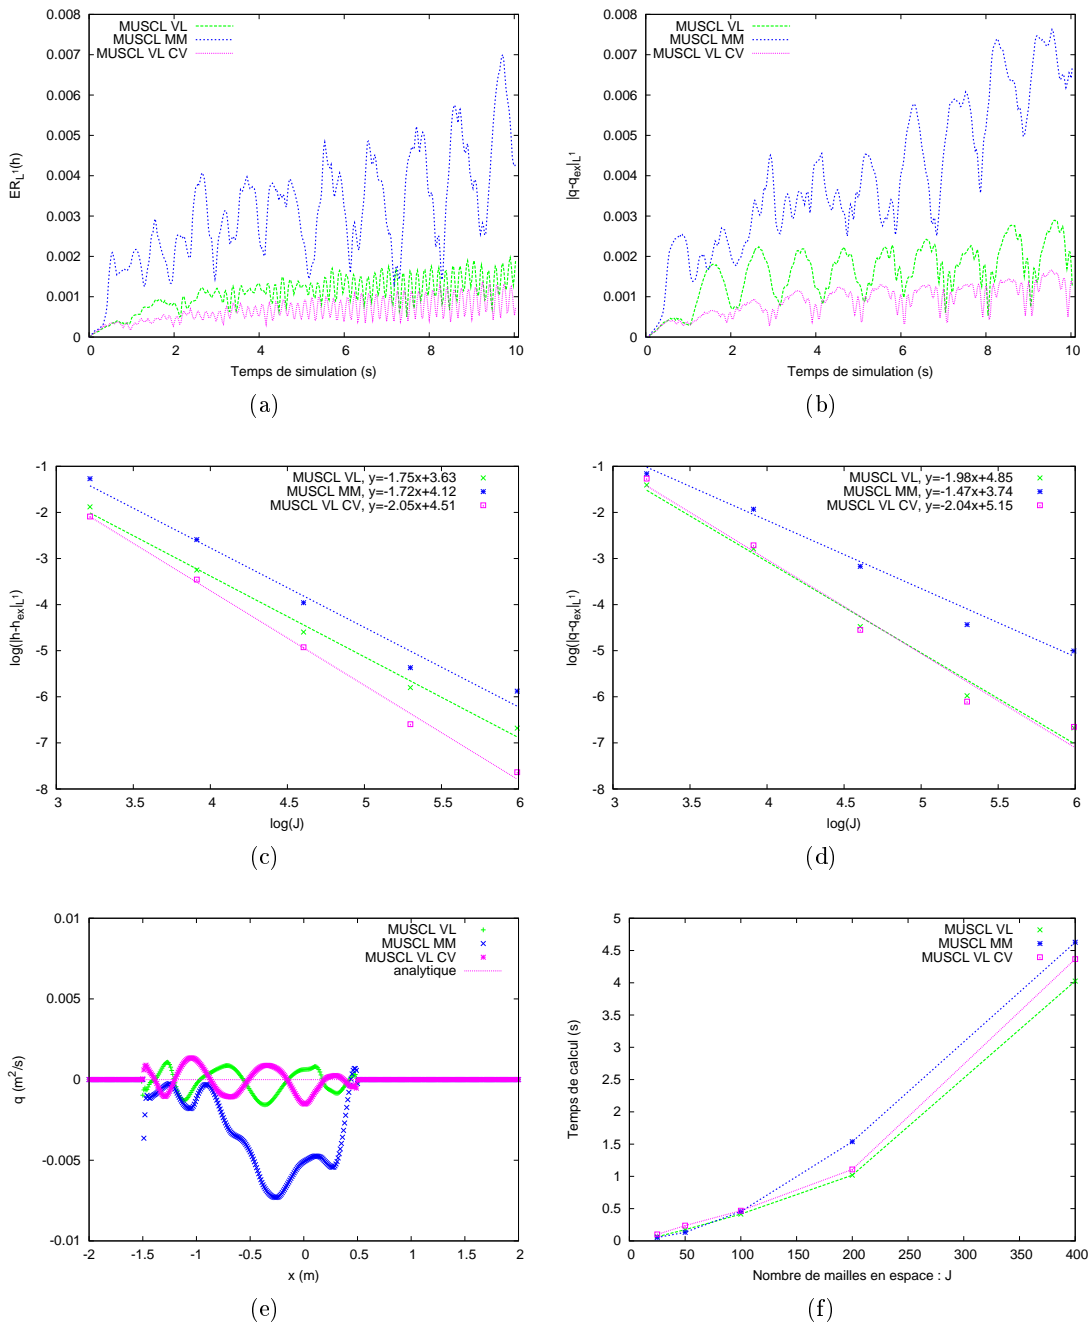 MUSCL VL
MUSCL MM
MUSCL VL CV
0.008
0.007
0.006
0.005
0.004
0.003
0.002
0.001
0
ER_L¹(h)
0 2 4 6 8 10
Temps de simulation (s)
(a)
MUSCL VL
MUSCL MM
MUSCL VL CV
0.008
0.007
0.006
0.005
0.004
0.003
0.002
0.001
0
|q-q_ex|_L¹
0 2 4 6 8 10
Temps de simulation (s)
(b)
MUSCL VL, y=-1.75x+3.63
MUSCL MM, y=-1.72x+4.12
MUSCL VL CV, y=-2.05x+4.51
-1
-2
-3
-4
-5
-6
-7
-8
log(|h-h_ex|_L¹)
3 3.5 4 4.5 5 5.5 6
log(J)
(c)
MUSCL VL, y=-1.98x+4.85
MUSCL MM, y=-1.47x+3.74
MUSCL VL CV, y=-2.04x+5.15
-1
-2
-3
-4
-5
-6
-7
-8
log(|q-q_ex|_L¹)
3 3.5 4 4.5 5 5.5 6
log(J)
(d)
MUSCL VL
MUSCL MM
MUSCL VL CV
analytique
0.01
0.005
0
-0.005
-0.01
q (m²/s)
-2 -1.5 -1 -0.5 0 0.5 1 1.5 2
x (m)
(e)
MUSCL VL
MUSCL MM
MUSCL VL CV
5
4.5
4
3.5
3
2.5
2
1.5
1
0.5
0
Temps de calcul (s)
0 50 100 150 200 250 300 350 400
Nombre de mailles en espace : J
(f)